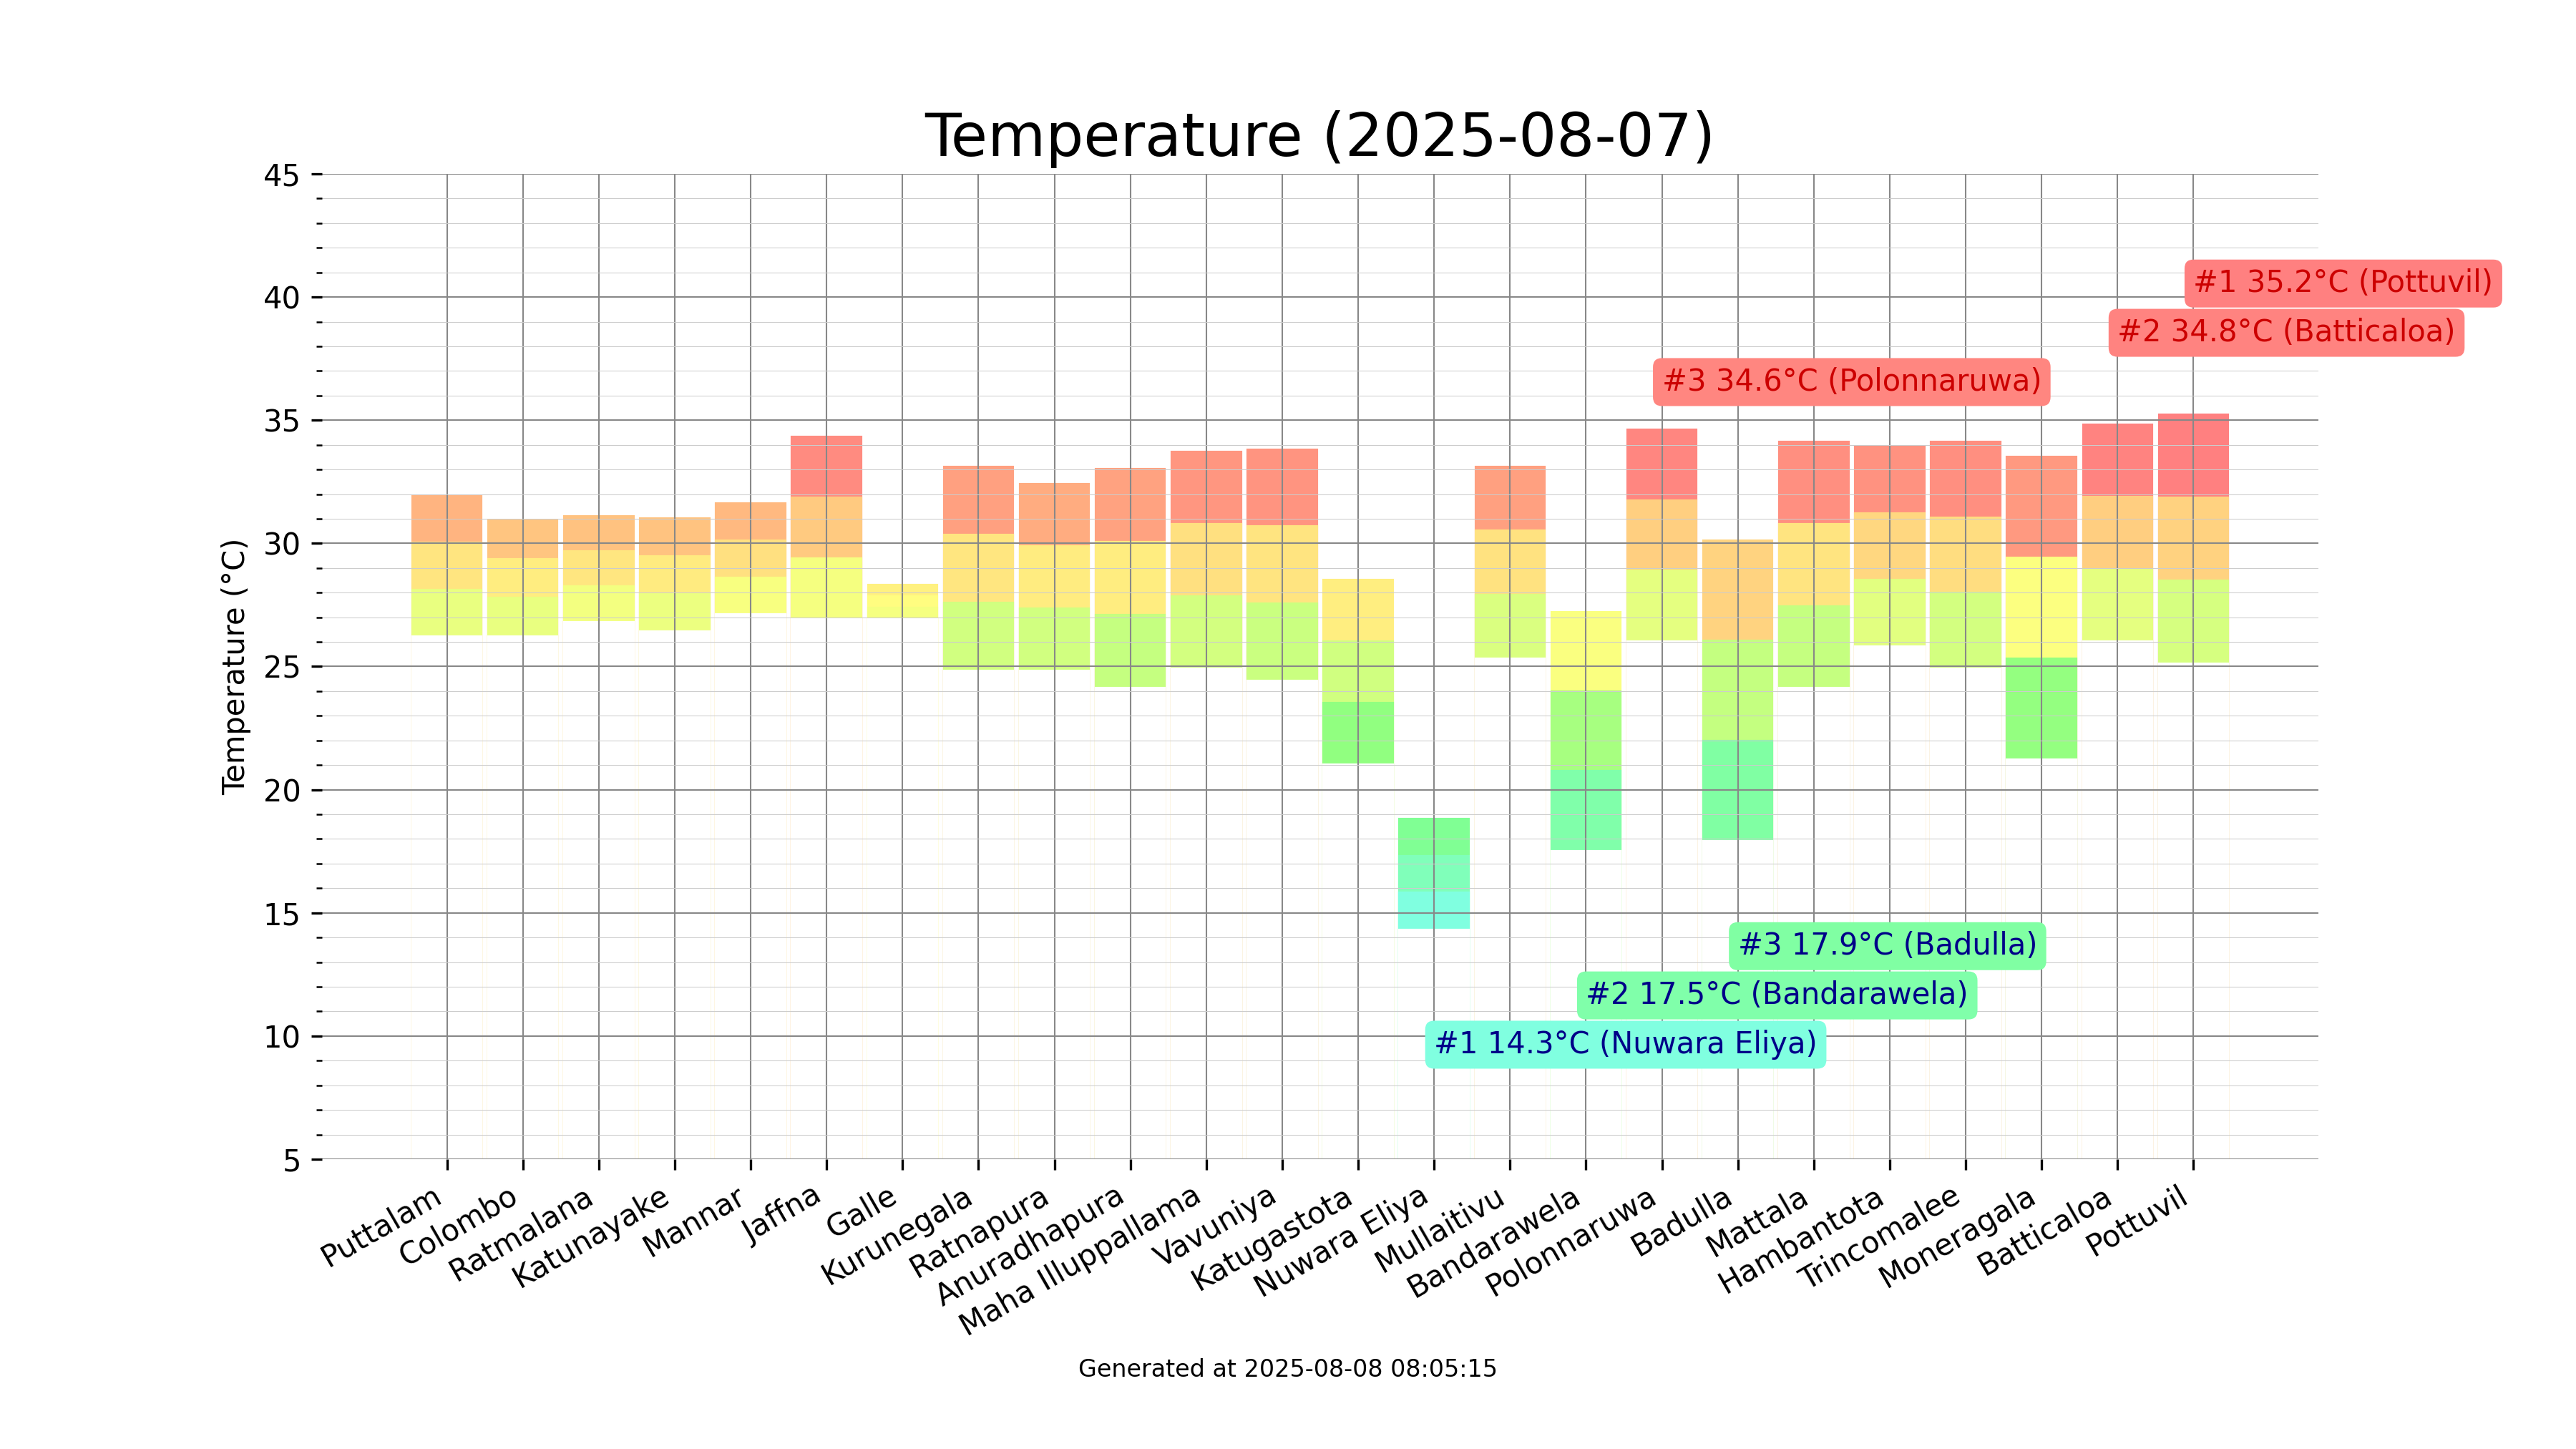 Temperature (2025-08-07)
Temperature (°C)
45
40
35
30
25
20
15
10
5
#1 35.2°C (Pottuvil)
#2 34.8°C (Batticaloa)
#3 34.6°C (Polonnaruwa)
#3 17.9°C (Badulla)
#2 17.5°C (Bandarawela)
#1 14.3°C (Nuwara Eliya)
Puttalam
Colombo
Ratmalana
Katunayake
Mannar
Jaffna
Galle
Kurunegala
Ratnapura
Anuradhapura
Maha Illuppallama
Vavuniya
Katugastota
Nuwara Eliya
Mullaitivu
Bandarawela
Polonnaruwa
Badulla
Mattala
Hambantota
Trincomalee
Moneragala
Batticaloa
Pottuvil
Generated at 2025-08-08 08:05:15